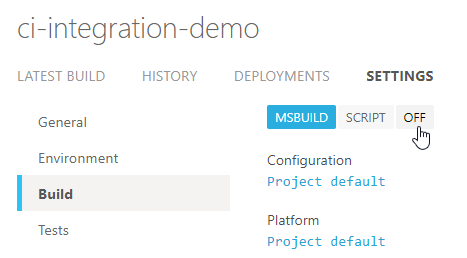 ci-integration-demo
LATEST BUILD HISTORY DEPLOYMENTS SETTINGS
General
Environment
Build
Tests
MSBUILD SCRIPT OFF
Configuration
Project default
Platform
Project default